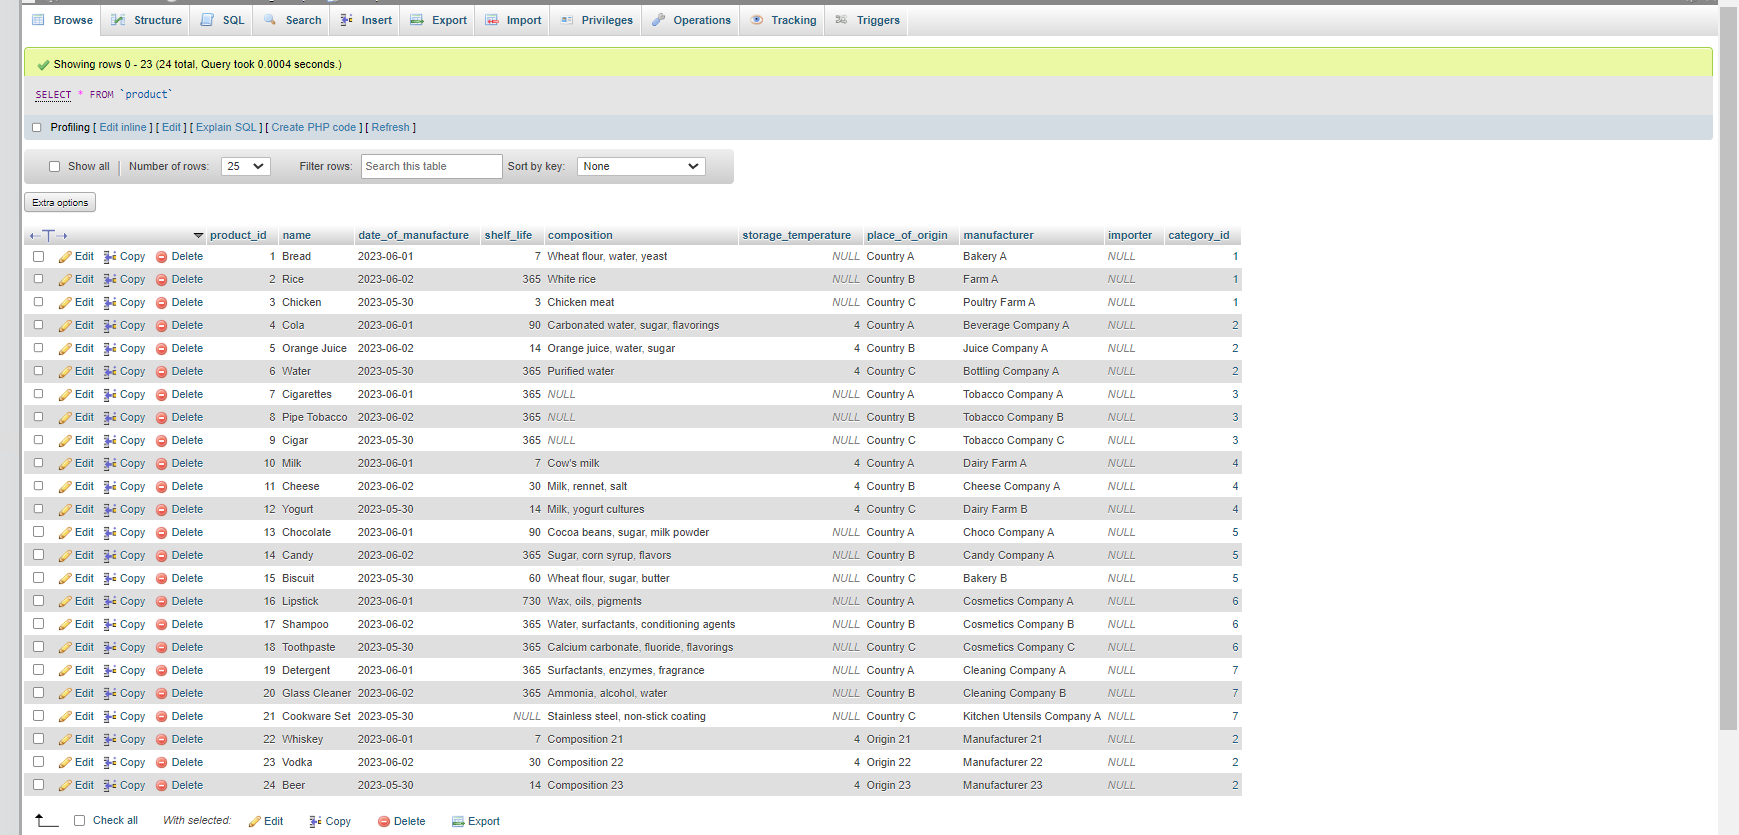 Browse Structure SQL Search Insert Export Import Privileges Operations Tracking Triggers
Showing rows 0 - 23 (24 total, Query took 0.0004 seconds.)
SELECT * FROM `product`
Profiling [ Edit inline ] [ Edit ] [ Explain SQL ] [ Create PHP code ] [ Refresh ]
Show all Number of rows: 25 Filter rows: Search this table Sort by key: None
Extra options
product_id name date_of_manufacture shelf_life composition storage_temperature place_of_origin manufacturer importer category_id
Edit Copy Delete 1 Bread 2023-06-01 7 Wheat flour, water, yeast NULL Country A Bakery A NULL 1
Edit Copy Delete 2 Rice 2023-06-02 365 White rice NULL Country B Farm A NULL 1
Edit Copy Delete 3 Chicken 2023-05-30 3 Chicken meat NULL Country C Poultry Farm A NULL 1
Edit Copy Delete 4 Cola 2023-06-01 90 Carbonated water, sugar, flavorings 4 Country A Beverage Company A NULL 2
Edit Copy Delete 5 Orange Juice 2023-06-02 14 Orange juice, water, sugar 4 Country B Juice Company A NULL 2
Edit Copy Delete 6 Water 2023-05-30 365 Purified water 4 Country C Bottling Company A NULL 2
Edit Copy Delete 7 Cigarettes 2023-06-01 365 NULL NULL Country A Tobacco Company A NULL 3
Edit Copy Delete 8 Pipe Tobacco 2023-06-02 365 NULL NULL Country B Tobacco Company B NULL 3
Edit Copy Delete 9 Cigar 2023-05-30 365 NULL NULL Country C Tobacco Company C NULL 3
Edit Copy Delete 10 Milk 2023-06-01 7 Cow's milk 4 Country A Dairy Farm A NULL 4
Edit Copy Delete 11 Cheese 2023-06-02 30 Milk, rennet, salt 4 Country B Cheese Company A NULL 4
Edit Copy Delete 12 Yogurt 2023-05-30 14 Milk, yogurt cultures 4 Country C Dairy Farm B NULL 4
Edit Copy Delete 13 Chocolate 2023-06-01 90 Cocoa beans, sugar, milk powder NULL Country A Choco Company A NULL 5
Edit Copy Delete 14 Candy 2023-06-02 365 Sugar, corn syrup, flavors NULL Country B Candy Company A NULL 5
Edit Copy Delete 15 Biscuit 2023-05-30 60 Wheat flour, sugar, butter NULL Country C Bakery B NULL 5
Edit Copy Delete 16 Lipstick 2023-06-01 730 Wax, oils, pigments NULL Country A Cosmetics Company A NULL 6
Edit Copy Delete 17 Shampoo 2023-06-02 365 Water, surfactants, conditioning agents NULL Country B Cosmetics Company B NULL 6
Edit Copy Delete 18 Toothpaste 2023-05-30 365 Calcium carbonate, fluoride, flavorings NULL Country C Cosmetics Company C NULL 6
Edit Copy Delete 19 Detergent 2023-06-01 365 Surfactants, enzymes, fragrance NULL Country A Cleaning Company A NULL 7
Edit Copy Delete 20 Glass Cleaner 2023-06-02 365 Ammonia, alcohol, water NULL Country B Cleaning Company B NULL 7
Edit Copy Delete 21 Cookware Set 2023-05-30 NULL Stainless steel, non-stick coating NULL Country C Kitchen Utensils Company A NULL 7
Edit Copy Delete 22 Whiskey 2023-06-01 7 Composition 21 4 Origin 21 Manufacturer 21 NULL 2
Edit Copy Delete 23 Vodka 2023-06-02 30 Composition 22 4 Origin 22 Manufacturer 22 NULL 2
Edit Copy Delete 24 Beer 2023-05-30 14 Composition 23 4 Origin 23 Manufacturer 23 NULL 2
Check all With selected: Edit Copy Delete Export